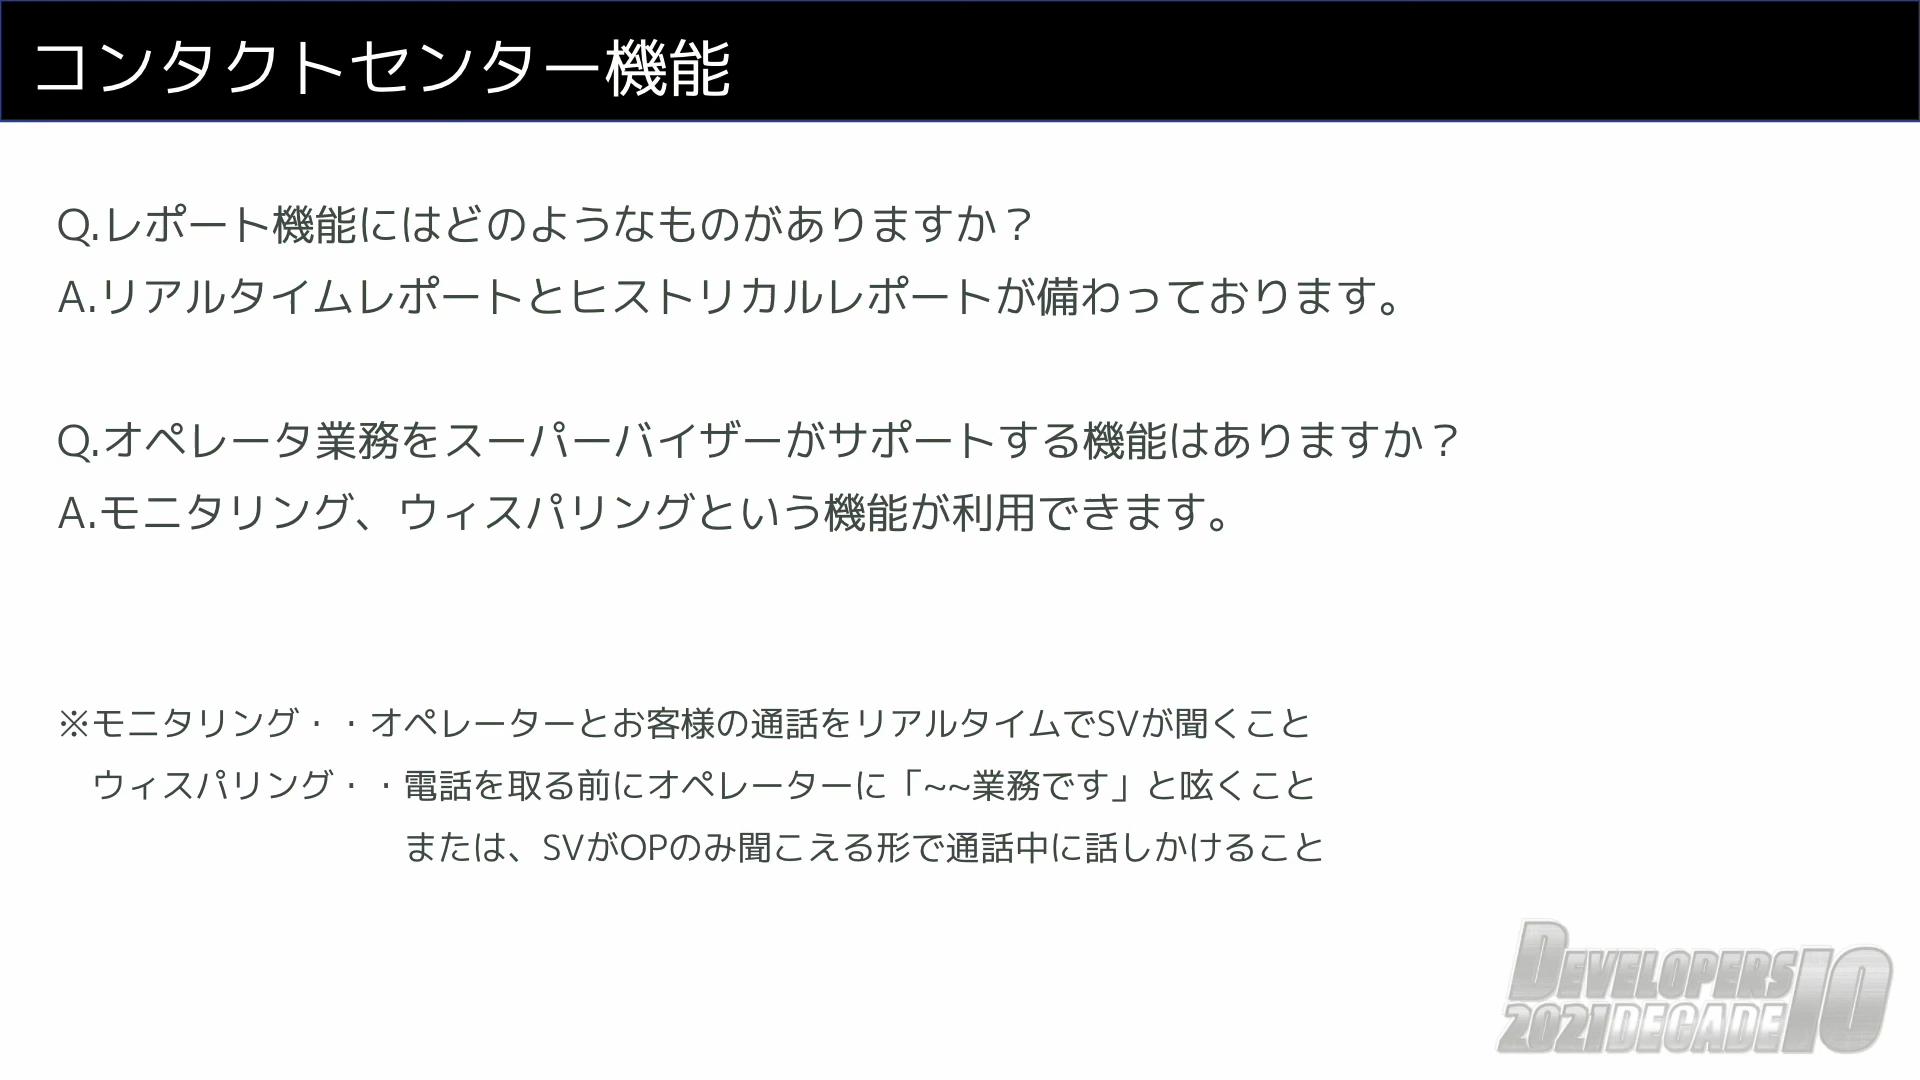 コンタクトセンター機能
Q.レポート機能にはどのようなものがありますか？
A.リアルタイムレポートとヒストリカルレポートが備わっております。
Q.オペレータ業務をスーパーバイザーがサポートする機能はありますか？
A.モニタリング、ウィスパリングという機能が利用できます。
※モニタリング・・オペレーターとお客様の通話をリアルタイムでSVが聞くこと
ウィスパリング・・電話を取る前にオペレーターに「~~業務です」と呟くこと
または、SVがOPのみ聞こえる形で通話中に話しかけること
DEVELOPERS
2021 DECADE 10